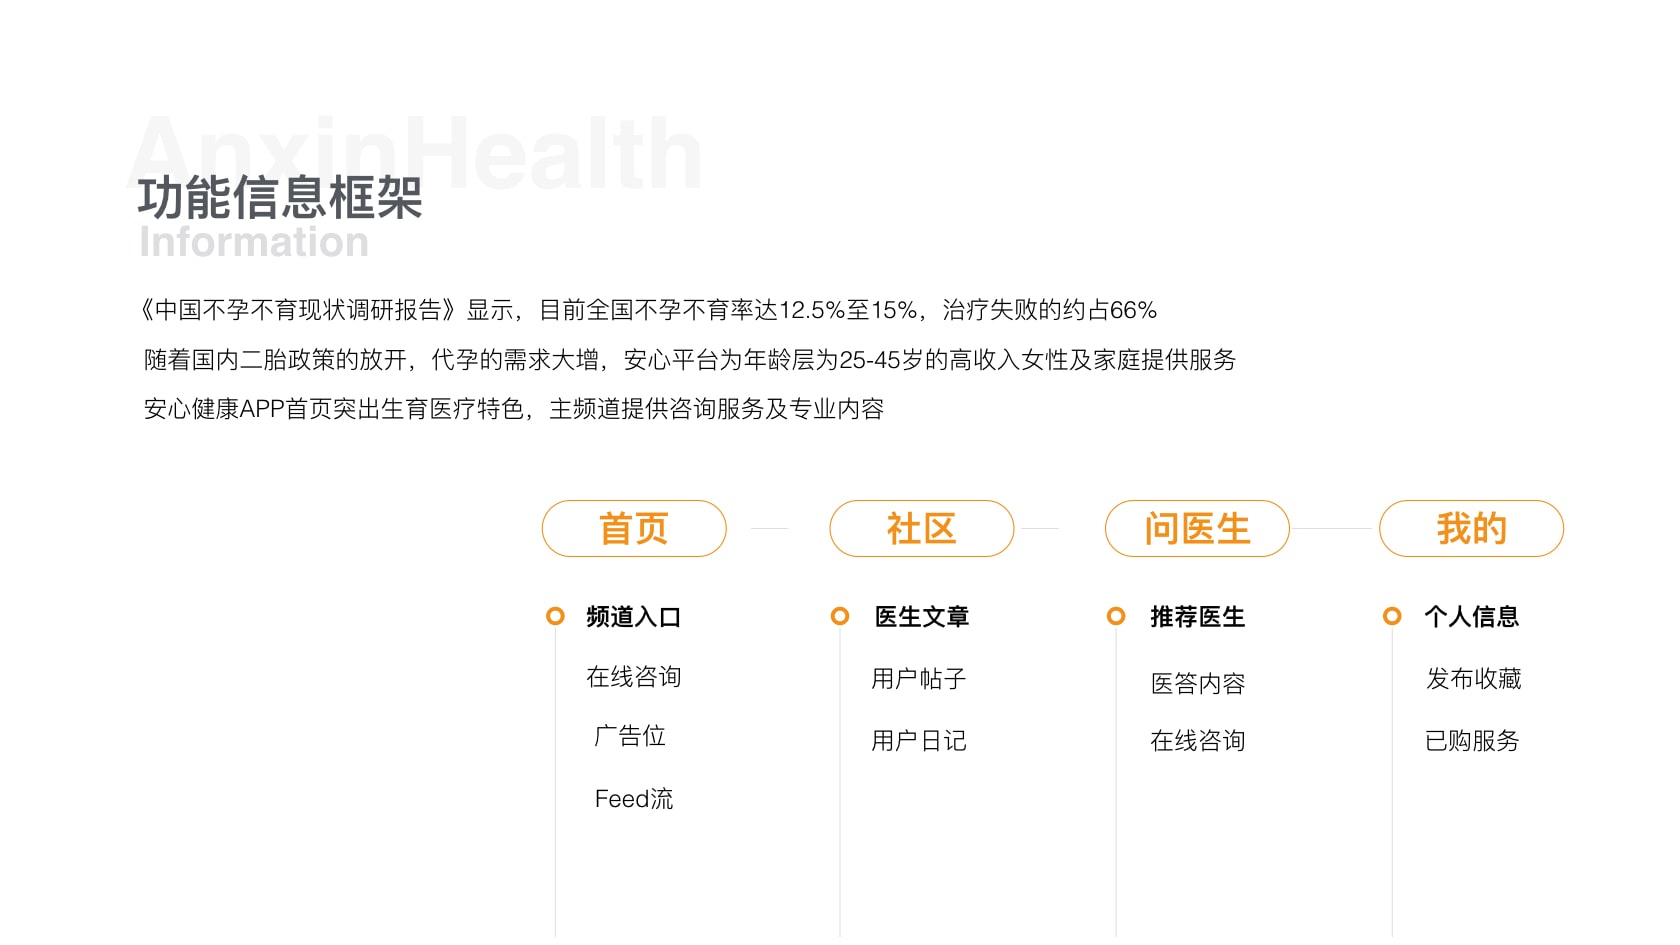 AnxinHealth
功能信息框架
Information
《中国不孕不育现状调研报告》显示，目前全国不孕不育率达12.5%至15%，治疗失败的约占66%
随着国内二胎政策的放开，代孕的需求大增，安心平台为年龄层为25-45岁的高收入女性及家庭提供服务
安心健康APP首页突出生育医疗特色，主频道提供咨询服务及专业内容
首页
频道入口
在线咨询
广告位
Feed流
社区
医生文章
用户帖子
用户日记
问医生
推荐医生
医答内容
在线咨询
我的
个人信息
发布收藏
已购服务